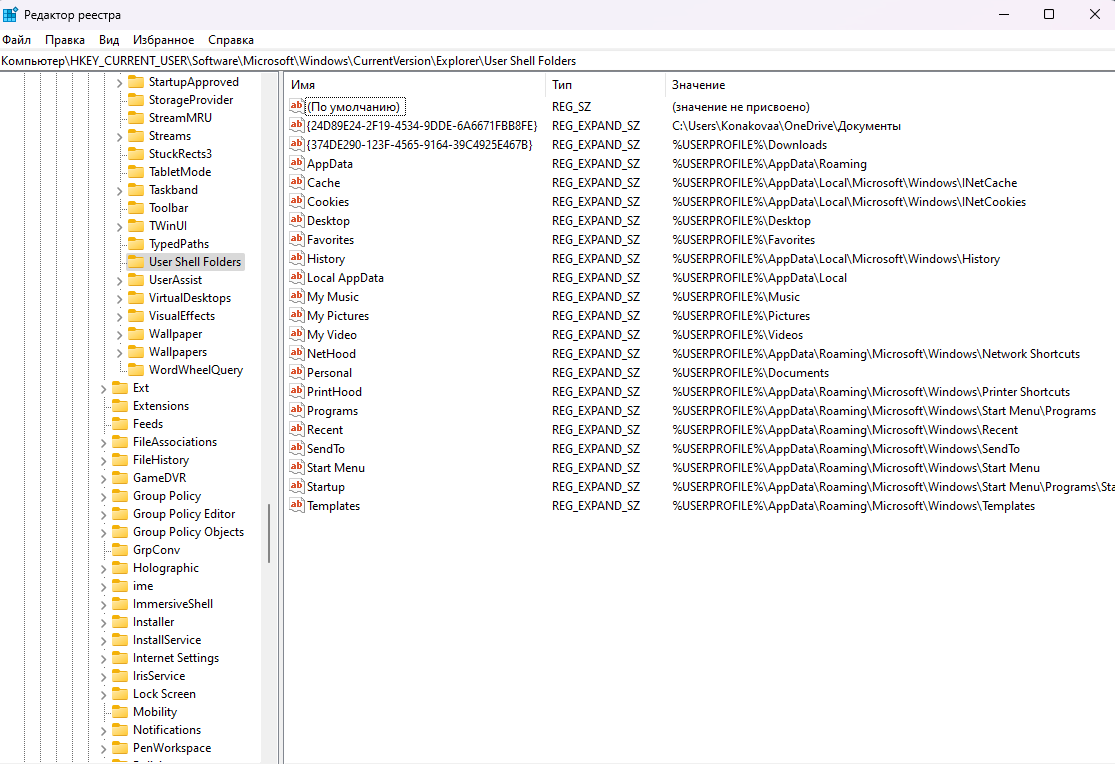 Редактор реестра
Файл Правка Вид Избранное Справка
Компьютер\HKEY_CURRENT_USER\Software\Microsoft\Windows\CurrentVersion\Explorer\User Shell Folders
StartupApproved
StorageProvider
StreamMRU
Streams
StuckRects3
TabletMode
Taskband
Toolbar
TWinUI
TypedPaths
User Shell Folders
UserAssist
VirtualDesktops
VisualEffects
Wallpaper
Wallpapers
WordWheelQuery
Ext
Extensions
Feeds
FileAssociations
FileHistory
GameDVR
Group Policy
Group Policy Editor
Group Policy Objects
GrpConv
Holographic
ime
ImmersiveShell
Installer
InstallService
Internet Settings
IrisService
Lock Screen
Mobility
Notifications
PenWorkspace
Имя Тип Значение
(По умолчанию) REG_SZ (значение не присвоено)
{24D89E24-2F19-4534-9DDE-6A6671FBB8FE} REG_EXPAND_SZ C:\Users\Konakovaa\OneDrive\Документы
{374DE290-123F-4565-9164-39C4925E467B} REG_EXPAND_SZ %USERPROFILE%\Downloads
AppData REG_EXPAND_SZ %USERPROFILE%\AppData\Roaming
Cache REG_EXPAND_SZ %USERPROFILE%\AppData\Local\Microsoft\Windows\INetCache
Cookies REG_EXPAND_SZ %USERPROFILE%\AppData\Local\Microsoft\Windows\INetCookies
Desktop REG_EXPAND_SZ %USERPROFILE%\Desktop
Favorites REG_EXPAND_SZ %USERPROFILE%\Favorites
History REG_EXPAND_SZ %USERPROFILE%\AppData\Local\Microsoft\Windows\History
Local AppData REG_EXPAND_SZ %USERPROFILE%\AppData\Local
My Music REG_EXPAND_SZ %USERPROFILE%\Music
My Pictures REG_EXPAND_SZ %USERPROFILE%\Pictures
My Video REG_EXPAND_SZ %USERPROFILE%\Videos
NetHood REG_EXPAND_SZ %USERPROFILE%\AppData\Roaming\Microsoft\Windows\Network Shortcuts
Personal REG_EXPAND_SZ %USERPROFILE%\Documents
PrintHood REG_EXPAND_SZ %USERPROFILE%\AppData\Roaming\Microsoft\Windows\Printer Shortcuts
Programs REG_EXPAND_SZ %USERPROFILE%\AppData\Roaming\Microsoft\Windows\Start Menu\Programs
Recent REG_EXPAND_SZ %USERPROFILE%\AppData\Roaming\Microsoft\Windows\Recent
SendTo REG_EXPAND_SZ %USERPROFILE%\AppData\Roaming\Microsoft\Windows\SendTo
Start Menu REG_EXPAND_SZ %USERPROFILE%\AppData\Roaming\Microsoft\Windows\Start Menu
Startup REG_EXPAND_SZ %USERPROFILE%\AppData\Roaming\Microsoft\Windows\Start Menu\Programs\Sta
Templates REG_EXPAND_SZ %USERPROFILE%\AppData\Roaming\Microsoft\Windows\Templates